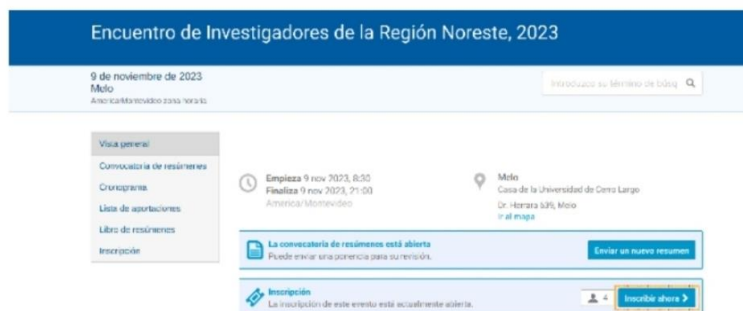 Encuentro de Investigadores de la Región Noreste, 2023
9 de noviembre de 2023
Melo
America/Montevideo zona horaria
Introduzca su término de búsq
Vista general
Convocatoria de resúmenes
Cronograma
Lista de aportaciones
Libro de resúmenes
Inscripción
Empieza 9 nov 2023, 8:30
Finaliza 9 nov 2023, 21:00
America/Montevideo
Melo
Casa de la Universidad de Cerro Largo
Dr. Herrera 639, Melo
Ir al mapa
La convocatoria de resúmenes está abierta
Puede enviar una ponencia para su revisión.
Enviar un nuevo resumen
Inscripción
La inscripción de este evento está actualmente abierta.
4
Inscribir ahora